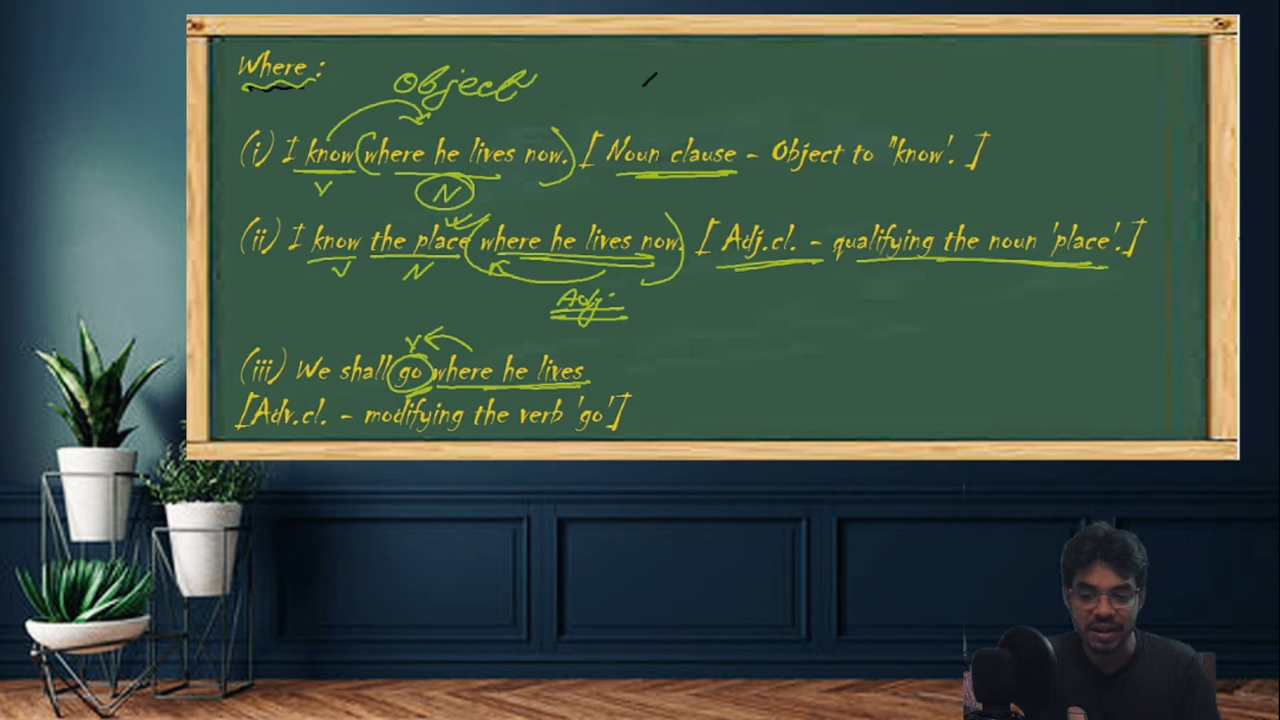 Where :
Object
(i) I know where he lives now. [ Noun clause - Object to "know'. ]
V N
(ii) I know the place where he lives now. [ Adj.cl. - qualifying the noun 'place'.]
V N
Adj.
V
(iii) We shall go where he lives
[Adv.cl. - modifying the verb 'go']